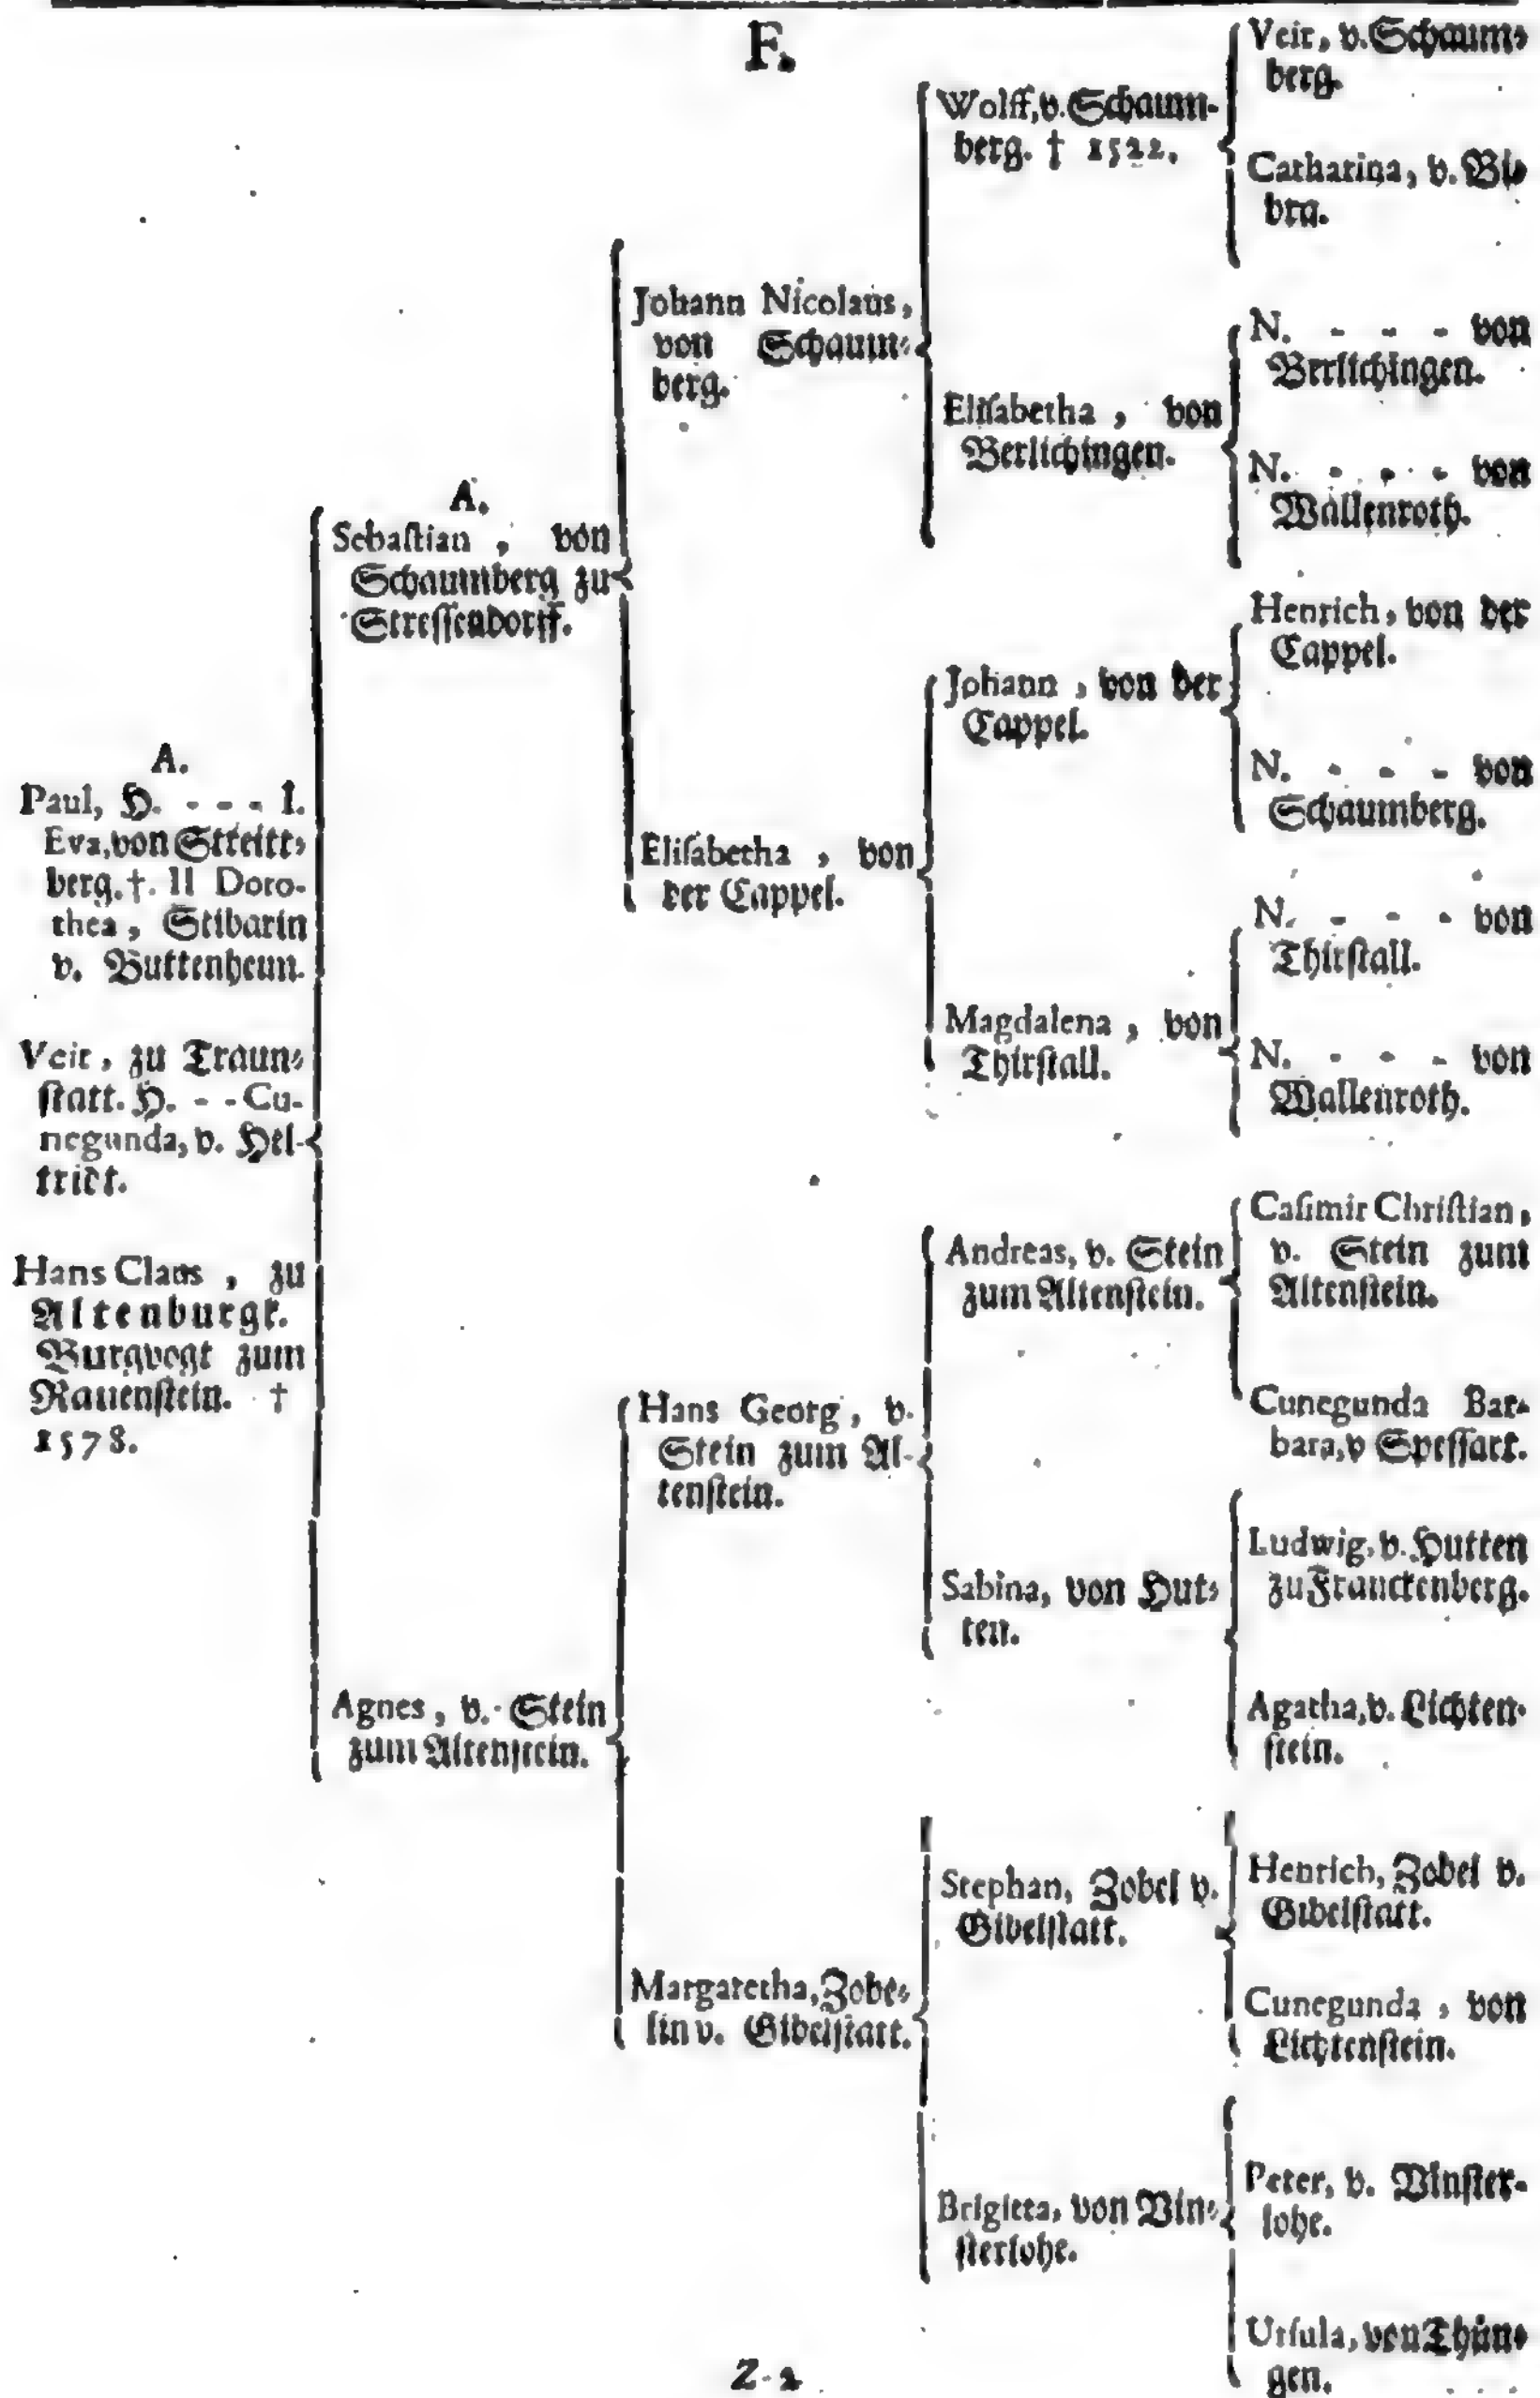 F.
A.
Paul, H. - - - I.
Eva, von Streitt-
berg. †. II Doro-
thea, Stibarin
v. Buttenheim.
Veit, zu Traun-
statt. H. - - Cu-
negunda, v. Hel-
trict.
Hans Claus, zu
Altenburgk.
Burgvogt zum
Rauenstein. †
1578.
A.
Sebastian, von
Schaumberg zu
Stressendorff.
Agnes, v. Stein
zum Altenstein.
Johann Nicolaus,
von Schaum-
berg.
Elisabetha, von
der Cappel.
Hans Georg, v.
Stein zum Al-
tenstein.
Margaretha, Zobe-
lin v. Gibelstatt.
Wolff, v. Schaum-
berg. † 1522.
Elisabetha, von
Berlichingen.
Johann, von der
Cappel.
Magdalena, von
Thirstall.
Andreas, v. Stein
zum Altenstein.
Sabina, von Hut-
ten.
Stephan, Zobel v.
Gibelstatt.
Brigitta, von Vin-
sterlohe.
Veit, v. Schaum-
berg.
Catharina, v. Bi-
bra.
N. - - - von
Berlichingen.
N. - - - von
Wallenroth.
Henrich, von der
Cappel.
N. - - - von
Schaumberg.
N. - - - von
Thirstall.
N. - - - von
Wallenroth.
Casimir Christian,
v. Stein zum
Altenstein.
Cunegunda Bar-
bara, v Spessart.
Ludwig, v. Hutten
zu Franckenberg.
Agatha, v. Lichten-
stein.
Henrich, Zobel v.
Gibelstatt.
Cunegunda, von
Lichtenstein.
Peter, v. Vinster-
lohe.
Ursula, von Thün-
gen.
Z 2